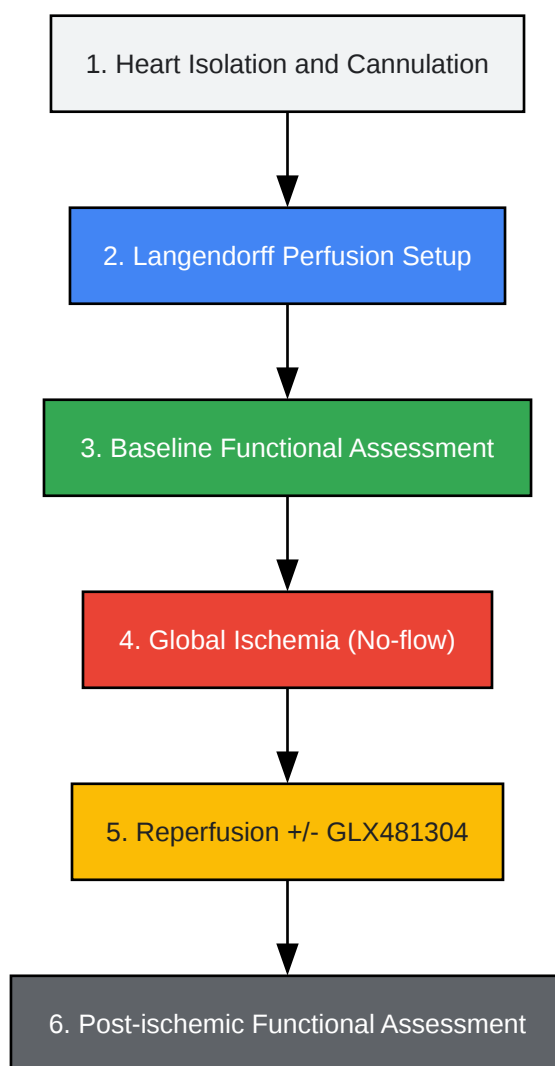 1. Heart Isolation and Cannulation
2. Langendorff Perfusion Setup
3. Baseline Functional Assessment
4. Global Ischemia (No-flow)
5. Reperfusion +/- GLX481304
6. Post-ischemic Functional Assessment